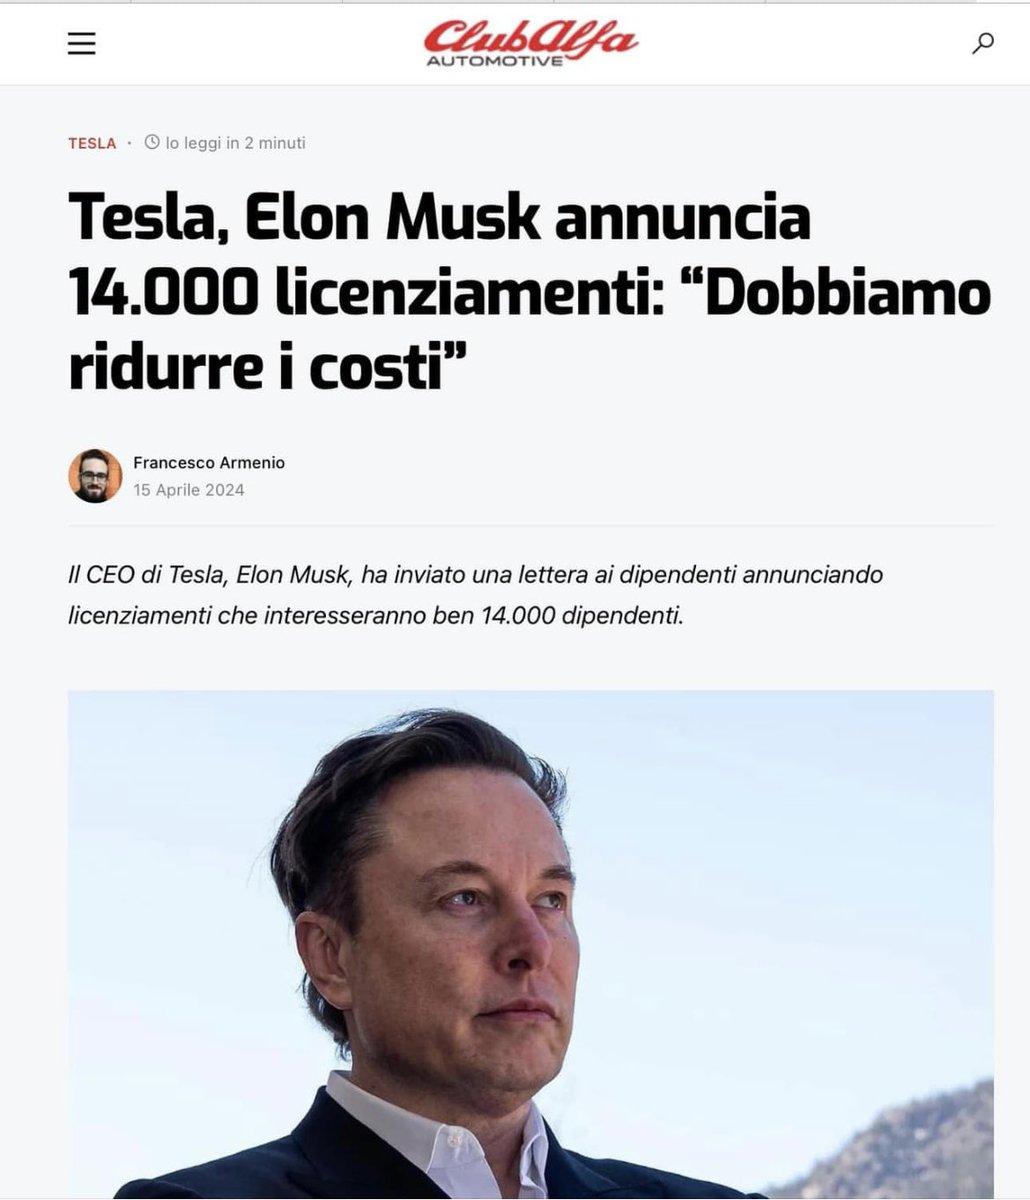 ClubAlfa
AUTOMOTIVE
TESLA · lo leggi in 2 minuti
Tesla, Elon Musk annuncia
14.000 licenziamenti: “Dobbiamo
ridurre i costi”
Francesco Armenio
15 Aprile 2024
Il CEO di Tesla, Elon Musk, ha inviato una lettera ai dipendenti annunciando
licenziamenti che interesseranno ben 14.000 dipendenti.